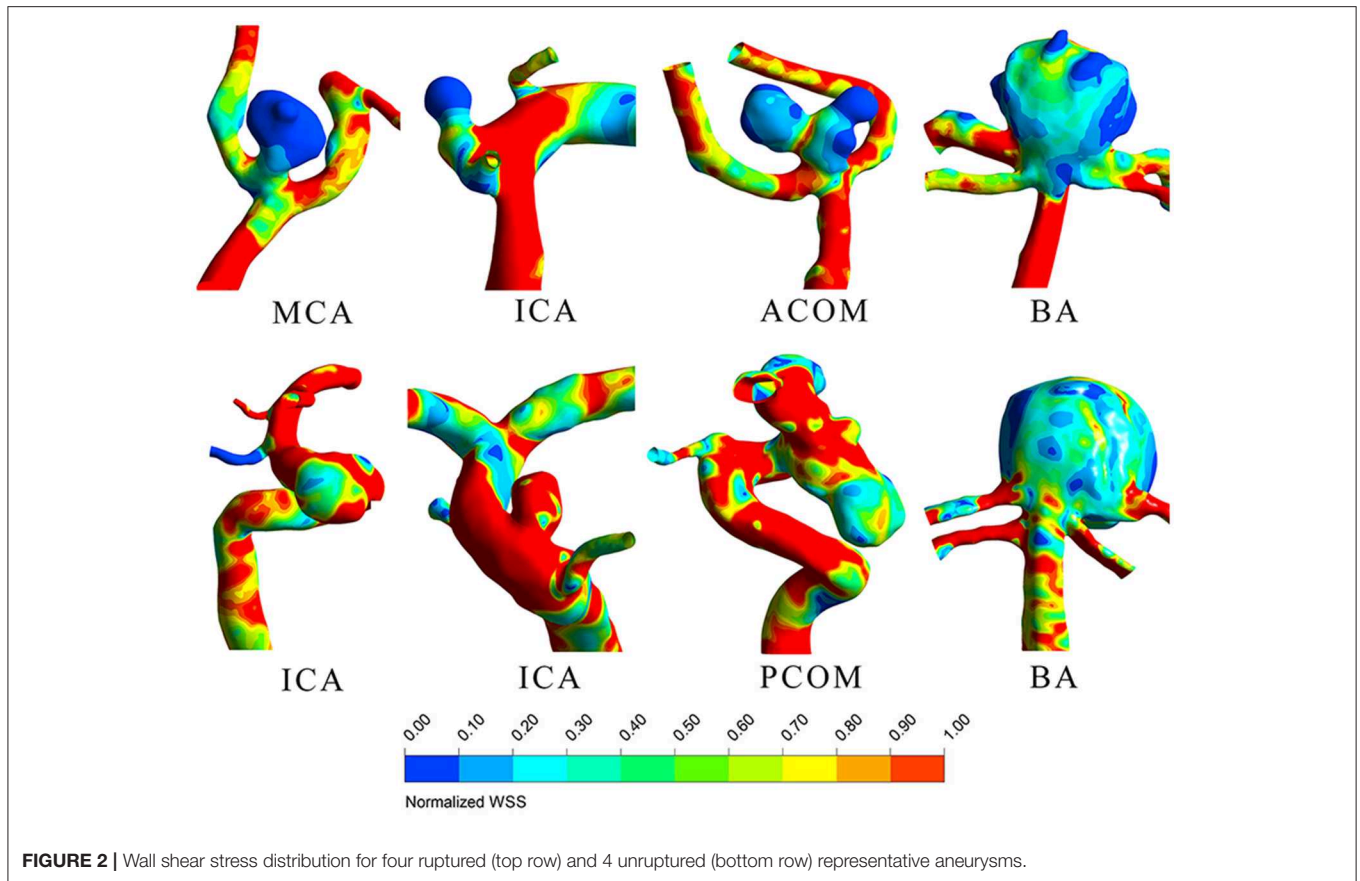 MCA ICA ACOM BA
ICA ICA PCOM BA
0.00 0.10 0.20 0.30 0.40 0.50 0.60 0.70 0.80 0.90 1.00
Normalized WSS
FIGURE 2 | Wall shear stress distribution for four ruptured (top row) and 4 unruptured (bottom row) representative aneurysms.